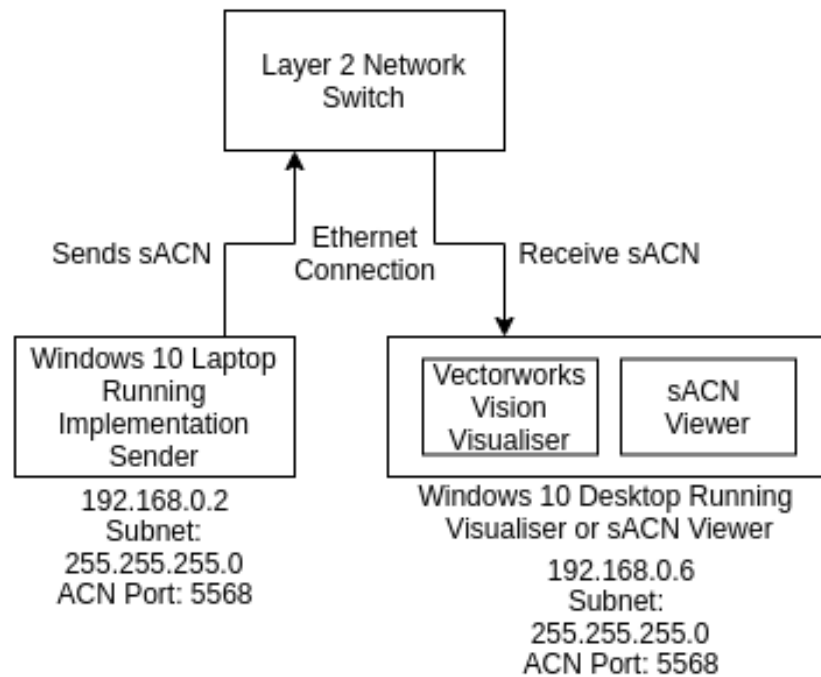 Layer 2 Network
Switch
Sends sACN
Ethernet
Connection
Receive sACN
Windows 10 Laptop
Running
Implementation
Sender
192.168.0.2
Subnet:
255.255.255.0
ACN Port: 5568
Vectorworks
Vision
Visualiser
sACN
Viewer
Windows 10 Desktop Running
Visualiser or sACN Viewer
192.168.0.6
Subnet:
255.255.255.0
ACN Port: 5568